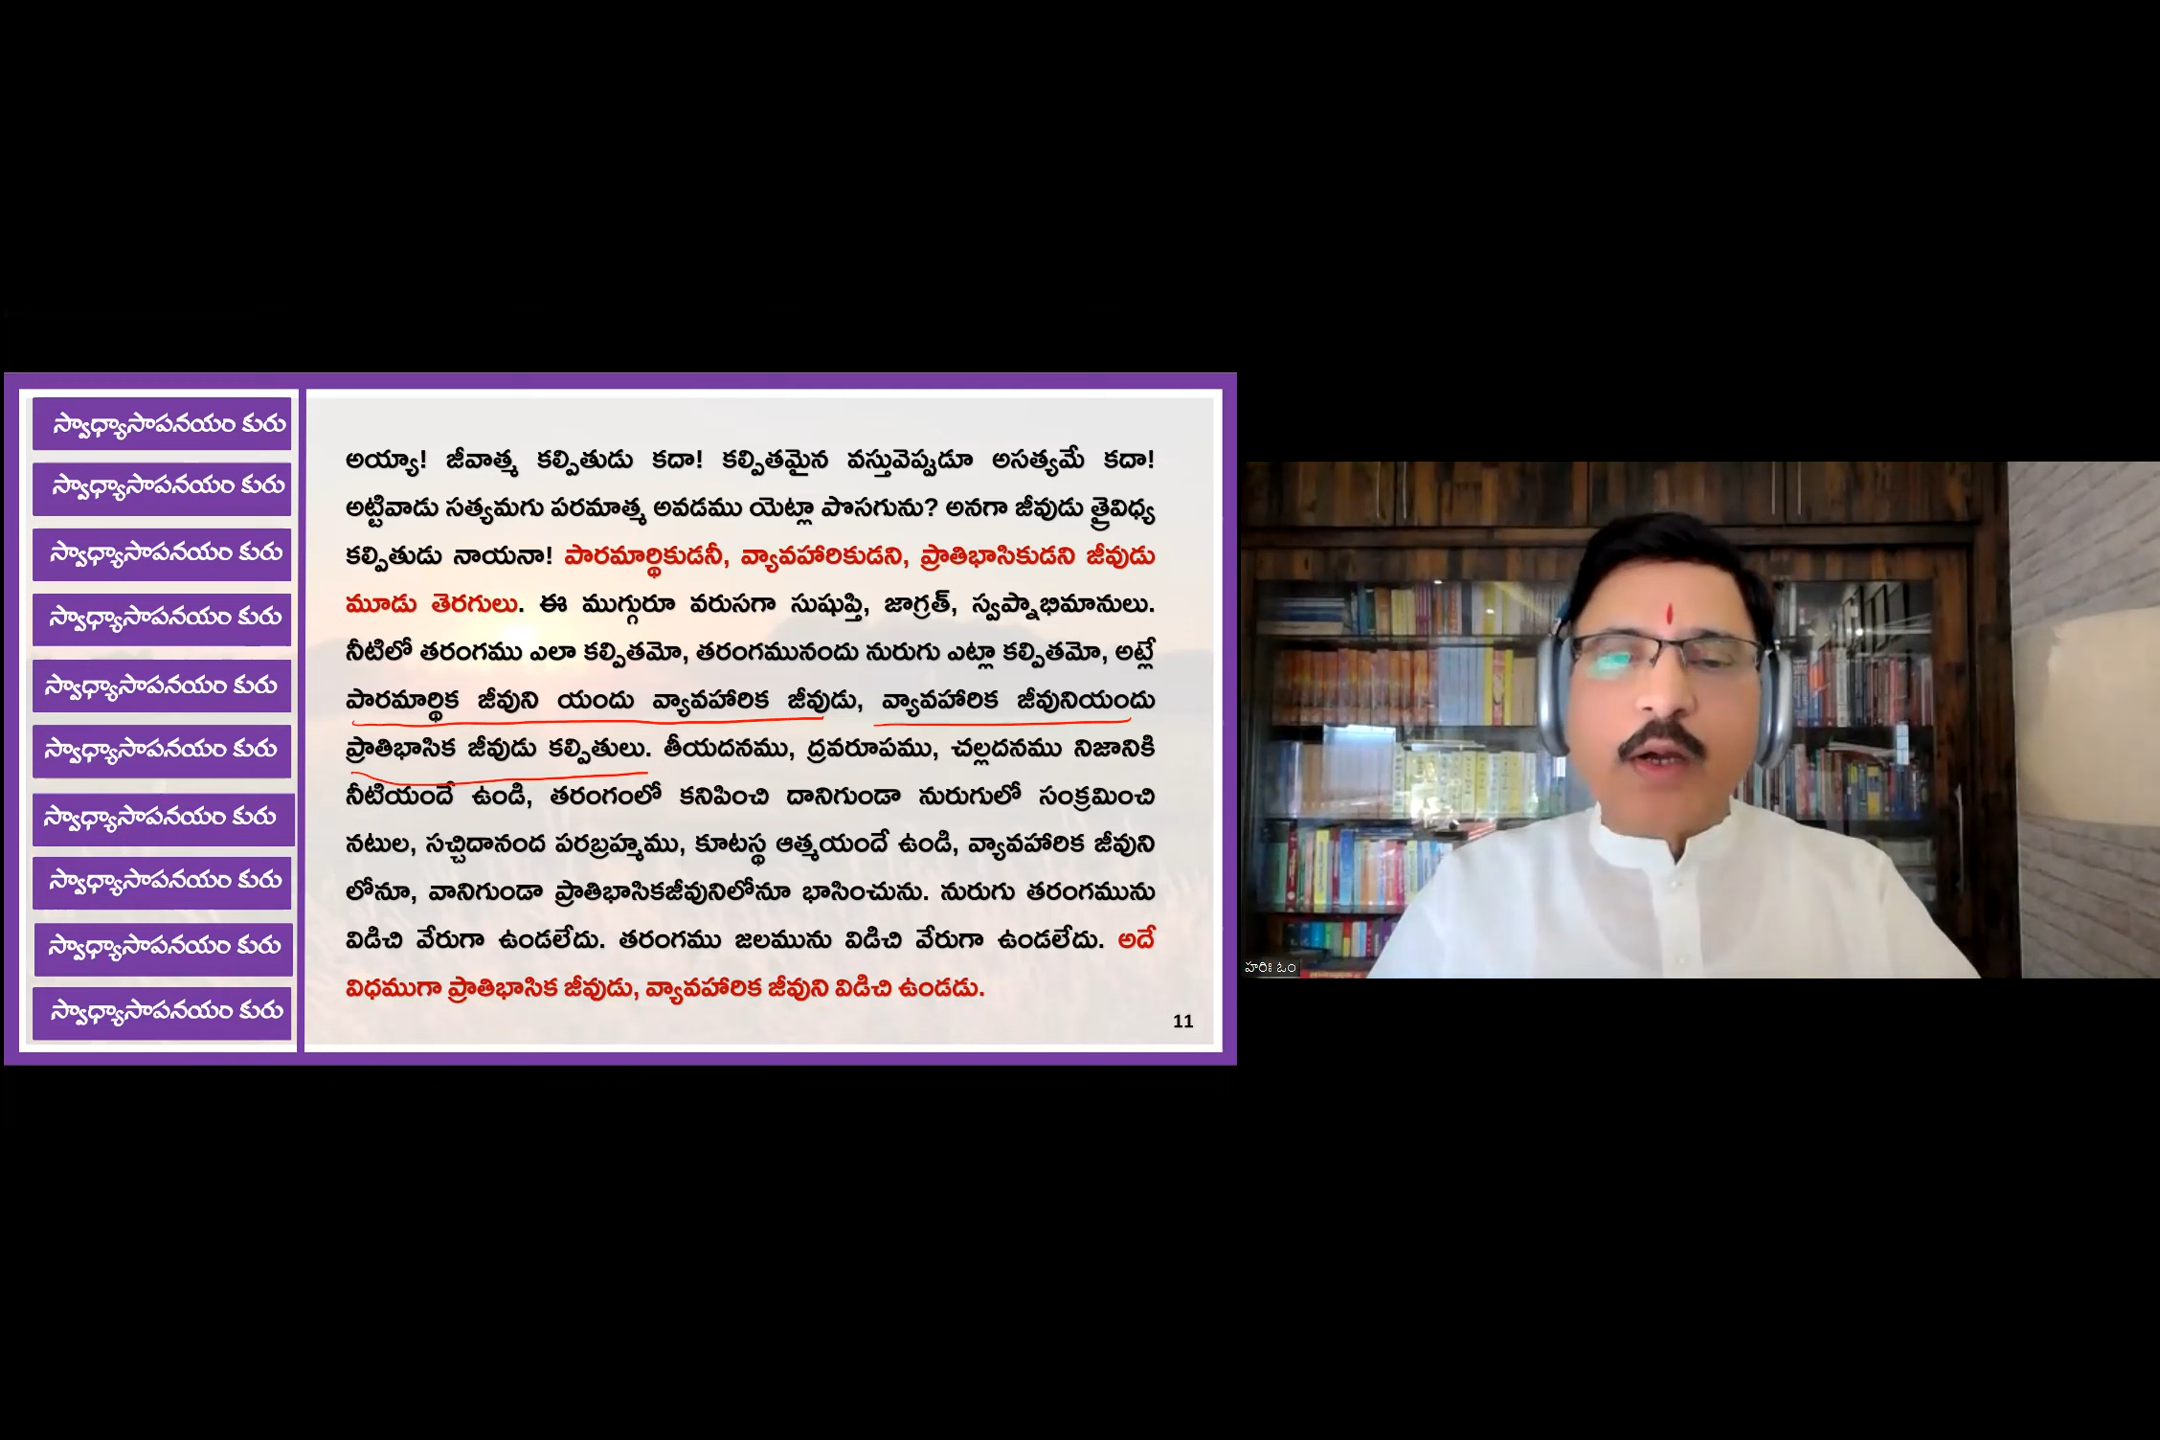 స్వాధ్యాసాపనయం కురు
స్వాధ్యాసాపనయం కురు
స్వాధ్యాసాపనయం కురు
స్వాధ్యాసాపనయం కురు
స్వాధ్యాసాపనయం కురు
స్వాధ్యాసాపనయం కురు
స్వాధ్యాసాపనయం కురు
స్వాధ్యాసాపనయం కురు
స్వాధ్యాసాపనయం కురు
స్వాధ్యాసాపనయం కురు
అయ్యా! జీవాత్మ కల్పితుడు కదా! కల్పితమైన వస్తువెప్పుడూ అసత్యమే కదా!
అట్టివాడు సత్యమగు పరమాత్మ అవడము యెట్లా పొసగును? అనగా జీవుడు త్రైవిధ్య
కల్పితుడు నాయనా! పారమార్థికుడనీ, వ్యావహారికుడని, ప్రాతిభాసికుడని జీవుడు
మూడు తెరగులు. ఈ ముగ్గురూ వరుసగా సుషుప్తి, జాగ్రత్, స్వప్నాభిమానులు.
నీటిలో తరంగము ఎలా కల్పితమో, తరంగమునందు నురుగు ఎట్లా కల్పితమో, అట్లే
పారమార్థిక జీవుని యందు వ్యావహారిక జీవుడు, వ్యావహారిక జీవునియందు
ప్రాతిభాసిక జీవుడు కల్పితులు. తీయదనము, ద్రవరూపము, చల్లదనము నిజానికి
నీటియందే ఉండి, తరంగంలో కనిపించి దానిగుండా నురుగులో సంక్రమించి
నటుల, సచ్చిదానంద పరబ్రహ్మము, కూటస్థ ఆత్మయందే ఉండి, వ్యావహారిక జీవుని
లోనూ, వానిగుండా ప్రాతిభాసికజీవునిలోనూ భాసించును. నురుగు తరంగమును
విడిచి వేరుగా ఉండలేదు. తరంగము జలమును విడిచి వేరుగా ఉండలేదు. అదే
విధముగా ప్రాతిభాసిక జీవుడు, వ్యావహారిక జీవుని విడిచి ఉండడు.
11
హరిః ఓం